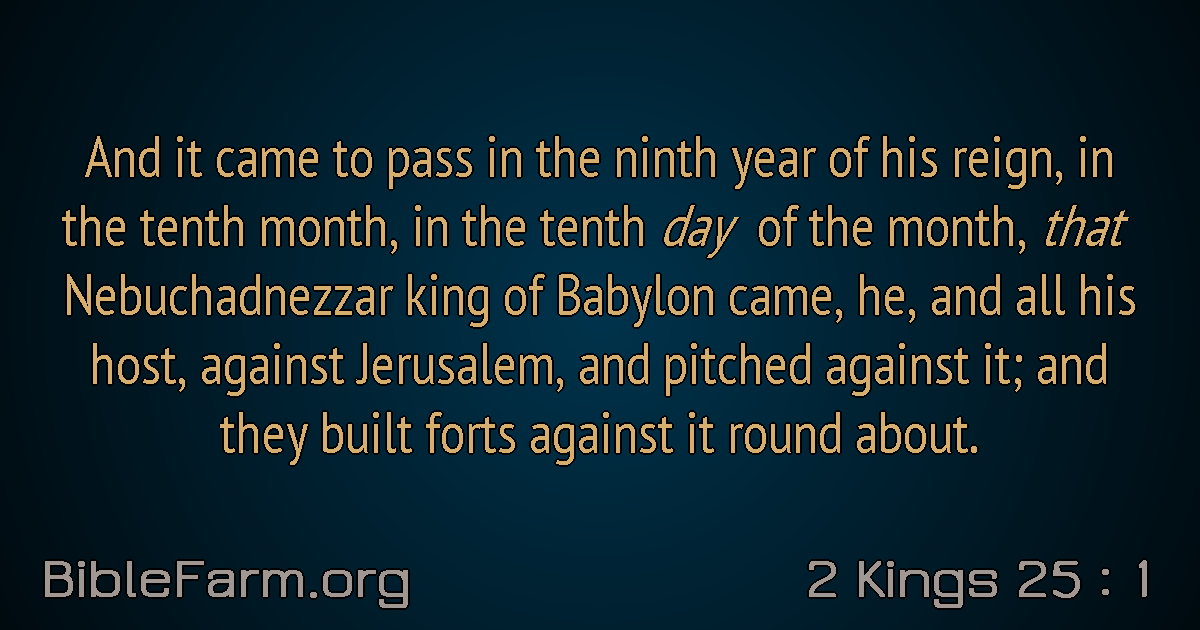 And it came to pass in the ninth year of his reign, in
the tenth month, in the tenth day of the month, that
Nebuchadnezzar king of Babylon came, he, and all his
host, against Jerusalem, and pitched against it; and
they built forts against it round about.
BibleFarm.org
2 Kings 25 : 1